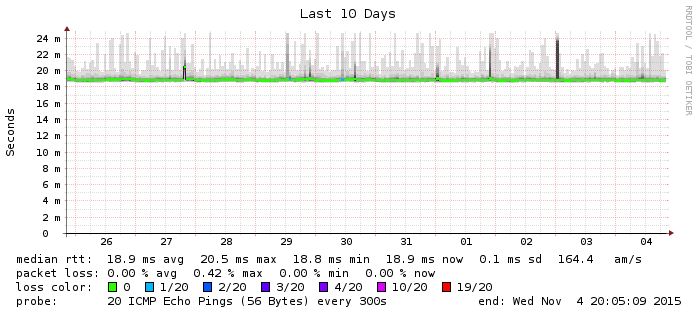 Last 10 Days
RRDTOOL / TOBI OETIKER
Seconds
24 m
22 m
20 m
18 m
16 m
14 m
12 m
10 m
8 m
6 m
4 m
2 m
0
26 27 28 29 30 31 01 02 03 04
median rtt: 18.9 ms avg 20.5 ms max 18.8 ms min 18.9 ms now 0.1 ms sd 164.4 am/s
packet loss: 0.00 % avg 0.42 % max 0.00 % min 0.00 % now
loss color: 0 1/20 2/20 3/20 4/20 10/20 19/20
probe: 20 ICMP Echo Pings (56 Bytes) every 300s end: Wed Nov 4 20:05:09 2015